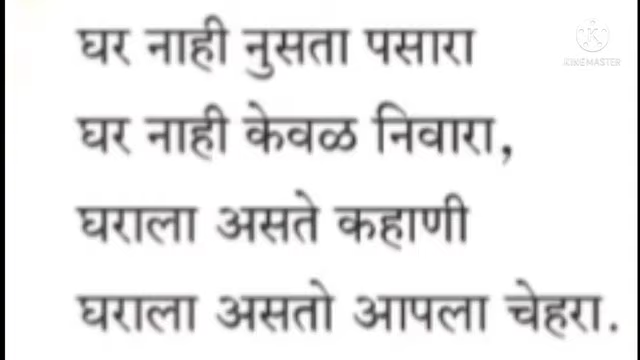 घर नाही नुसता पसारा
KINEMASTER
घर नाही केवळ निवारा,
घराला असते कहाणी
घराला असतो आपला चेहरा.